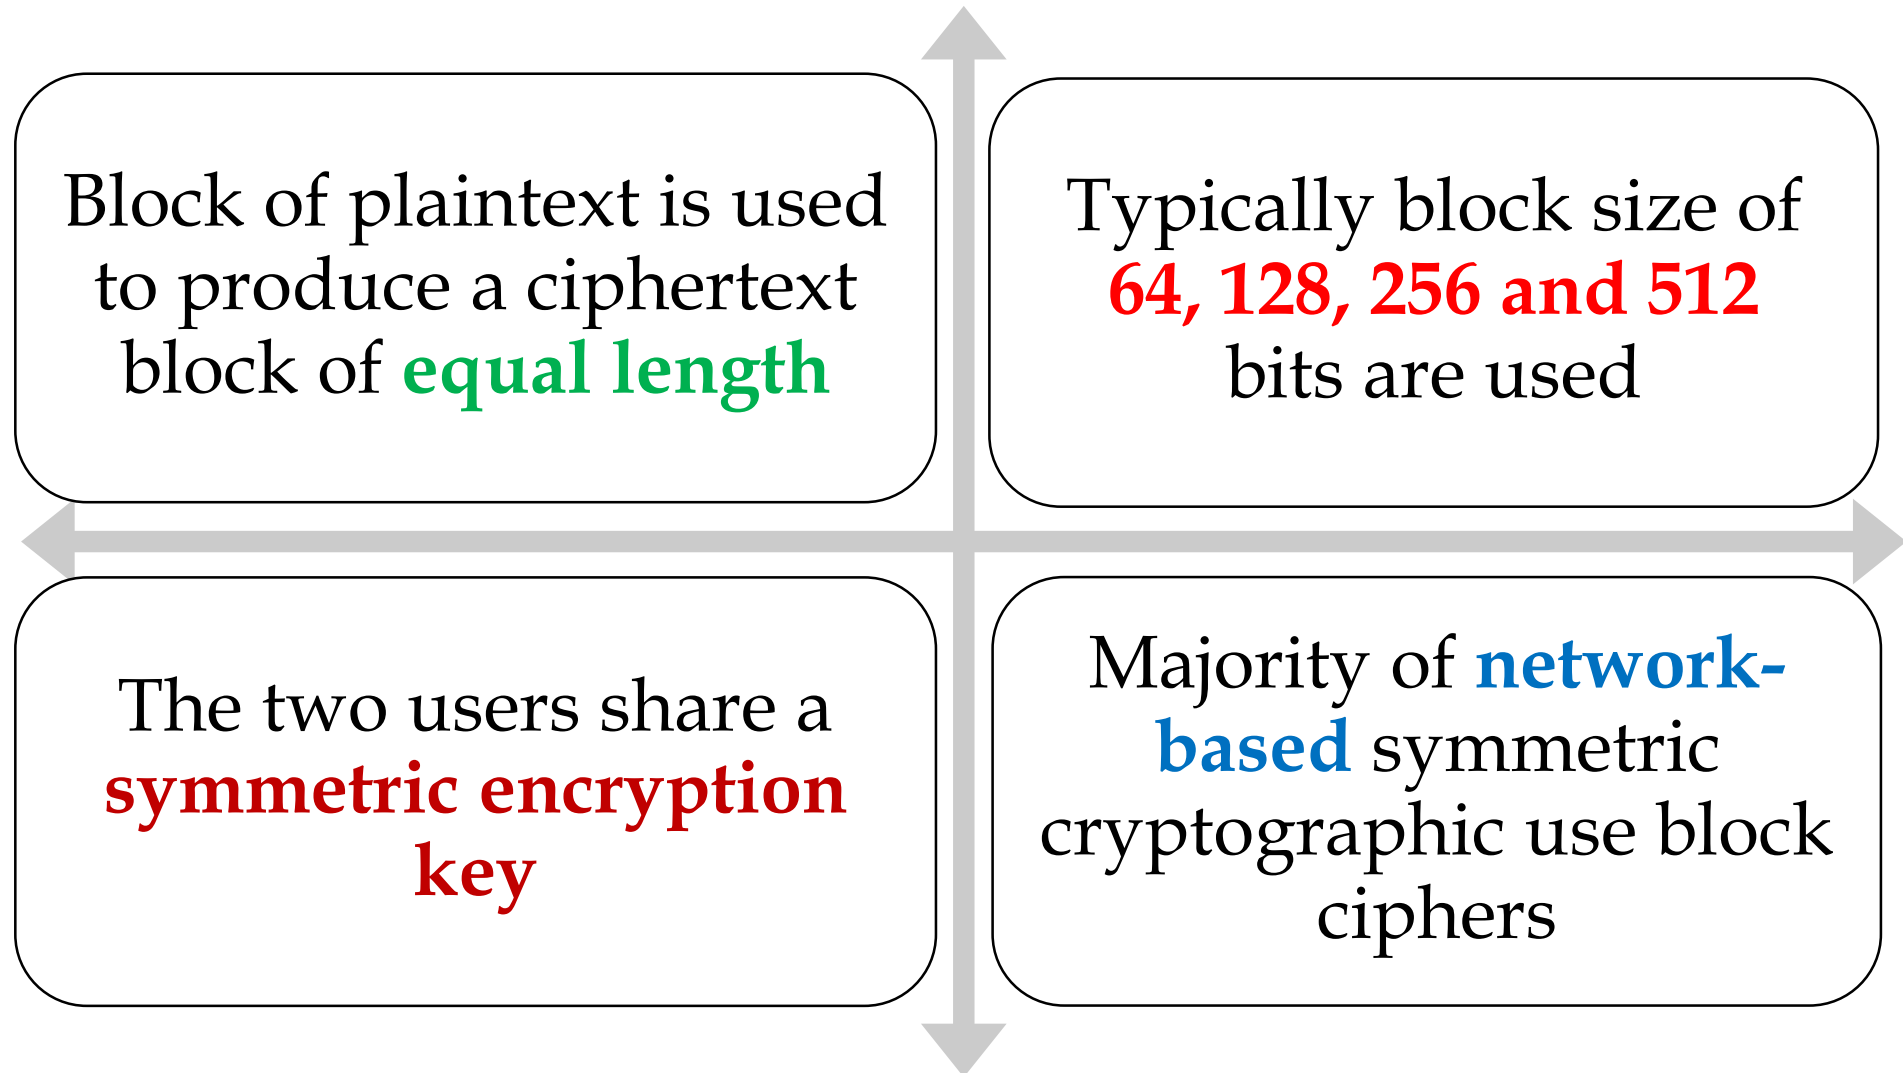 Block of plaintext is used
to produce a ciphertext
block of equal length
Typically block size of
64, 128, 256 and 512
bits are used
The two users share a
symmetric encryption
key
Majority of network-
based symmetric
cryptographic use block
ciphers